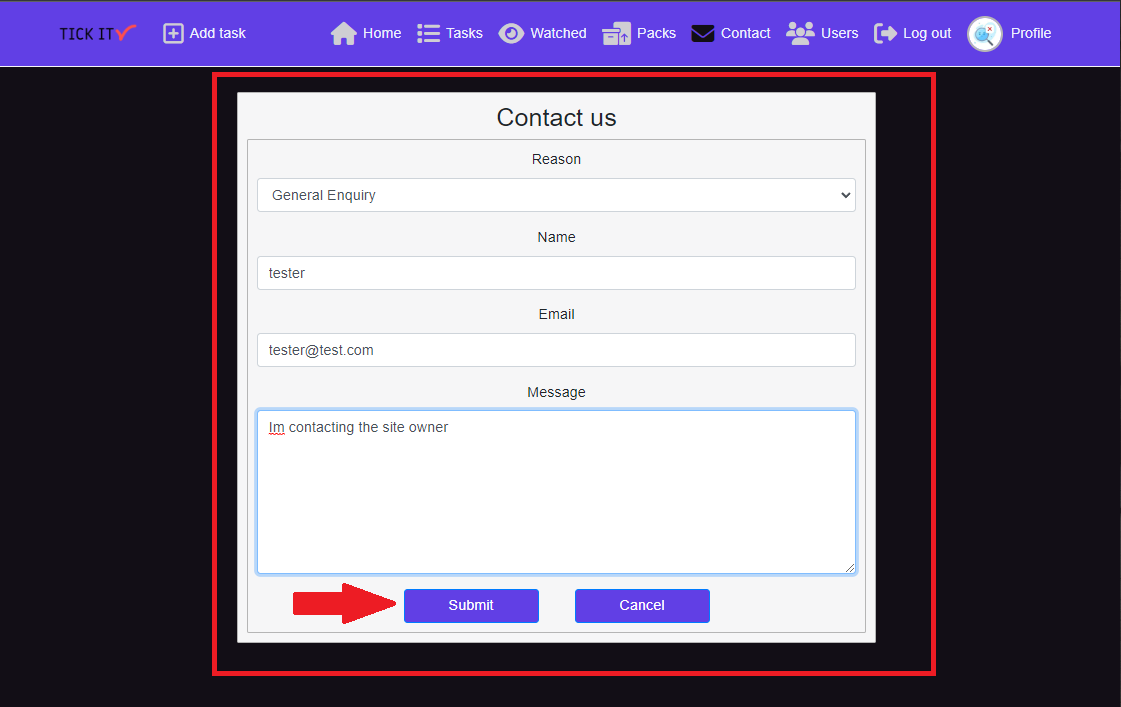 TICK IT Add task Home Tasks Watched Packs Contact Users Log out Profile
Contact us
Reason
General Enquiry
Name
tester
Email
tester@test.com
Message
Im contacting the site owner
Submit Cancel